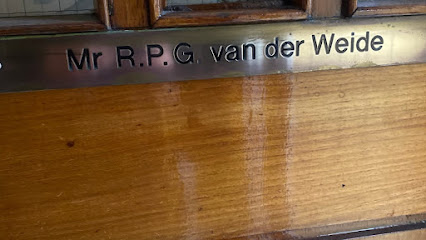 Mr R.P.G. van der Weide